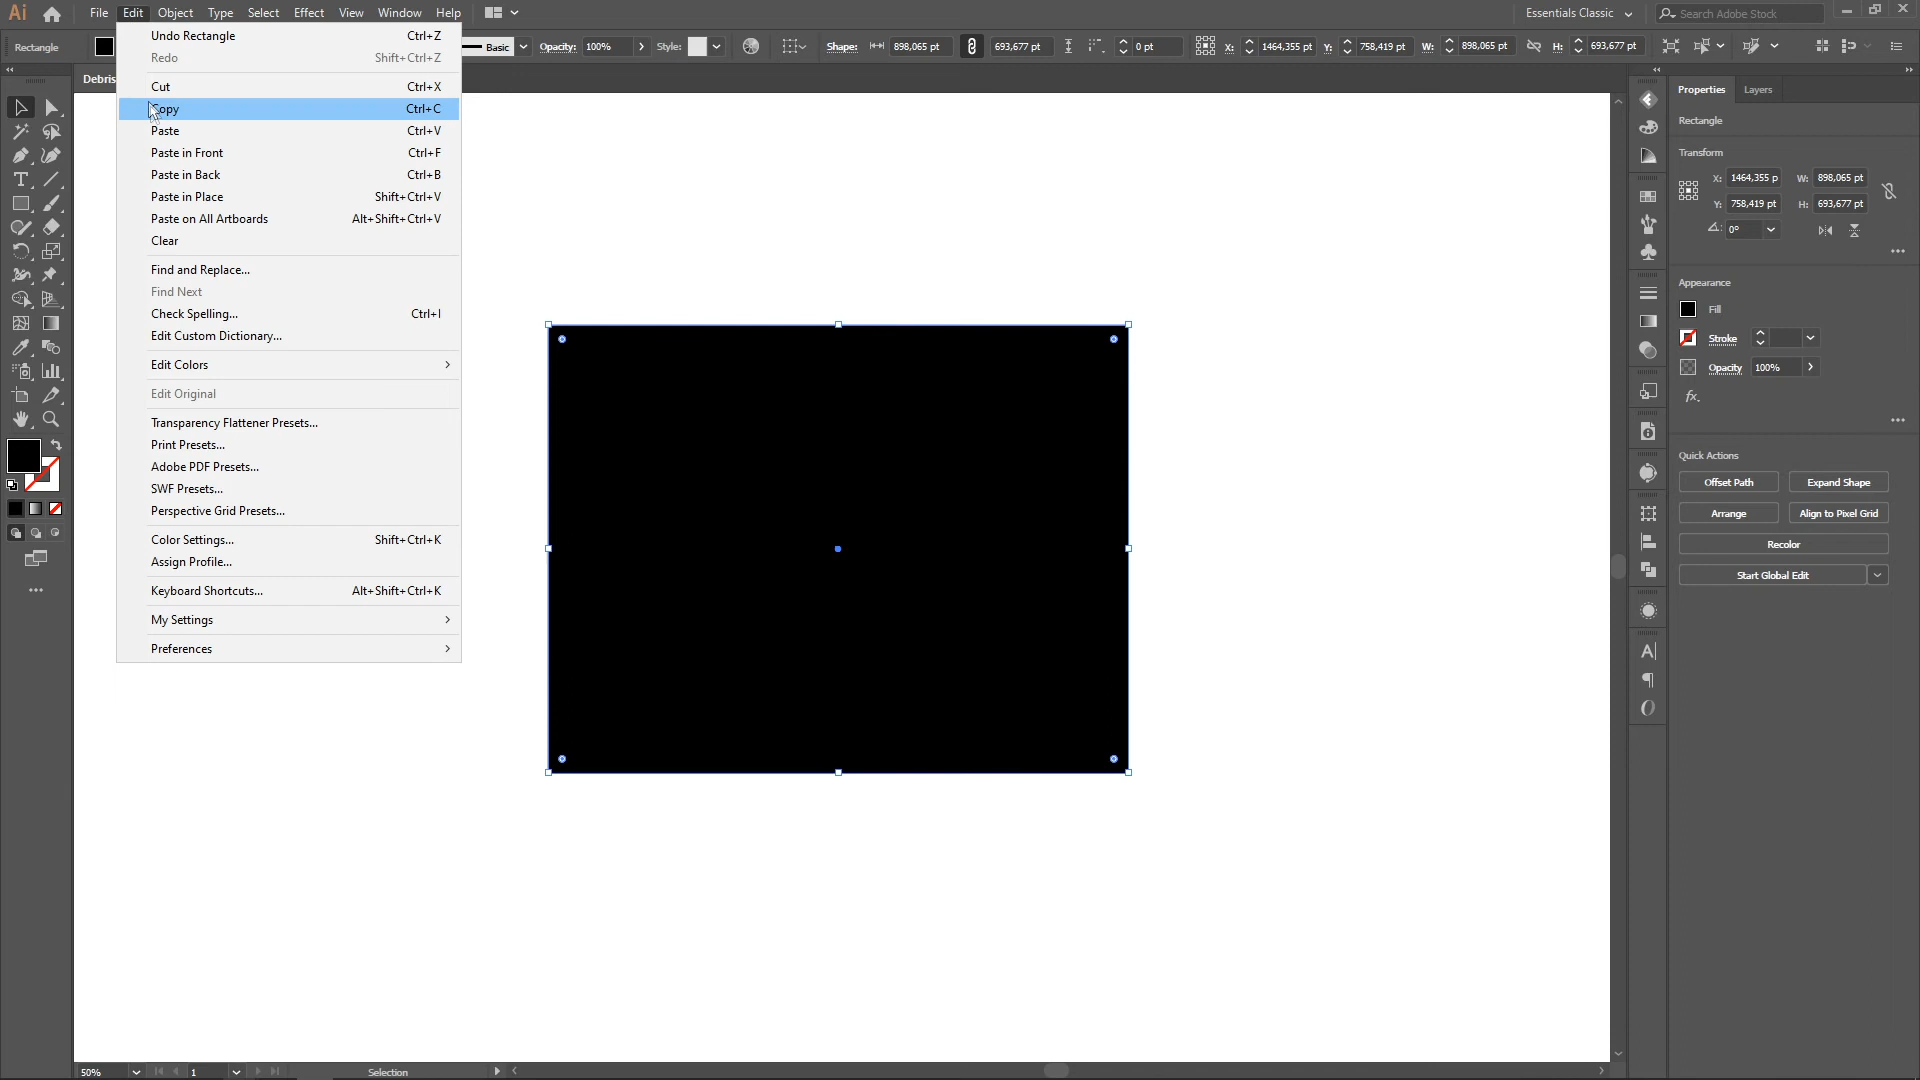 Ai File Edit Object Type Select Effect View Window Help Essentials Classic Search Adobe Stock
Rectangle Basic Opacity: 100% Style: Shape: 898,065 pt 693,677 pt 0 pt X: 1464,355 pt Y: 758,419 pt W: 898,065 pt H: 693,677 pt
Debris
Undo Rectangle Ctrl+Z
Redo Shift+Ctrl+Z
Cut Ctrl+X
Copy Ctrl+C
Paste Ctrl+V
Paste in Front Ctrl+F
Paste in Back Ctrl+B
Paste in Place Shift+Ctrl+V
Paste on All Artboards Alt+Shift+Ctrl+V
Clear
Find and Replace...
Find Next
Check Spelling... Ctrl+I
Edit Custom Dictionary...
Edit Colors
Edit Original
Transparency Flattener Presets...
Print Presets...
Adobe PDF Presets...
SWF Presets...
Perspective Grid Presets...
Color Settings... Shift+Ctrl+K
Assign Profile...
Keyboard Shortcuts... Alt+Shift+Ctrl+K
My Settings
Preferences
Properties Layers
Rectangle
Transform
X: 1464,355 p W: 898,065 pt
Y: 758,419 pt H: 693,677 pt
0°
Appearance
Fill
Stroke
Opacity 100%
fx.
Quick Actions
Offset Path Expand Shape
Arrange Align to Pixel Grid
Recolor
Start Global Edit
50% 1 Selection